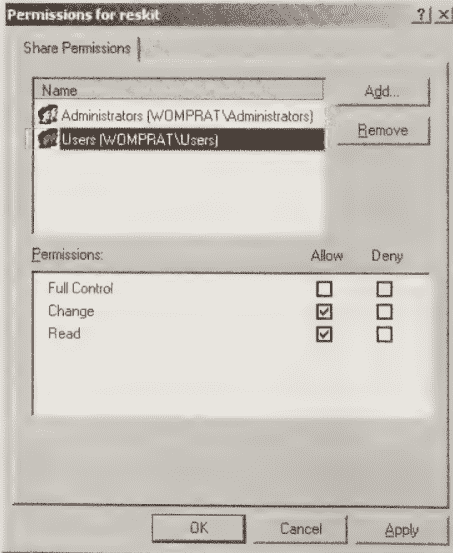 Permissions for reskit
Share Permissions
Name
Add...
Administrators (WOMPRAT\Administrators)
Users (WOMPRAT\Users)
Remove
Permissions: Allow Deny
Full Control
Change
Read
OK Cancel Apply